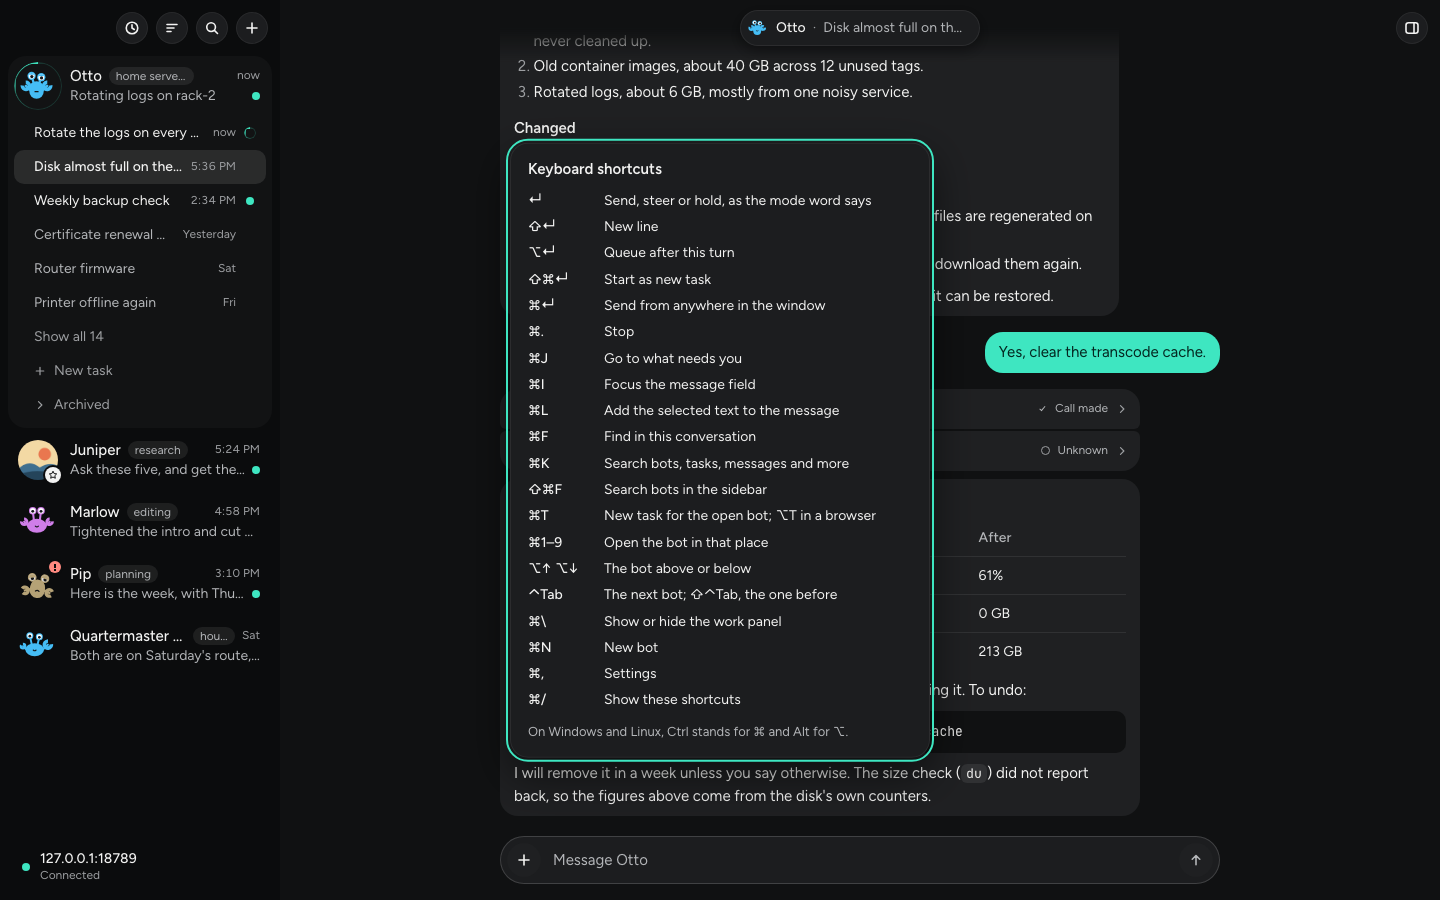 Otto home serve... now
Rotating logs on rack-2
Rotate the logs on every ... now
Disk almost full on the... 5:36 PM
Weekly backup check 2:34 PM
Certificate renewal ... Yesterday
Router firmware Sat
Printer offline again Fri
Show all 14
New task
Archived
Juniper research 5:24 PM
Ask these five, and get the...
Marlow editing 4:58 PM
Tightened the intro and cut ...
Pip planning 3:10 PM
Here is the week, with Thu...
Quartermaster ... hou... Sat
Both are on Saturday's route,...
127.0.0.1:18789
Connected
Otto · Disk almost full on th...
never cleaned up.
2. Old container images, about 40 GB across 12 unused tags.
3. Rotated logs, about 6 GB, mostly from one noisy service.
Changed
files are regenerated on
download them again.
it can be restored.
Yes, clear the transcode cache.
Call made
Unknown
After
61%
0 GB
213 GB
ing it. To undo:
ache
I will remove it in a week unless you say otherwise. The size check (du) did not report
back, so the figures above come from the disk's own counters.
Keyboard shortcuts
↵ Send, steer or hold, as the mode word says
⇧↵ New line
⌥↵ Queue after this turn
⇧⌘↵ Start as new task
⌘↵ Send from anywhere in the window
⌘. Stop
⌘J Go to what needs you
⌘I Focus the message field
⌘L Add the selected text to the message
⌘F Find in this conversation
⌘K Search bots, tasks, messages and more
⇧⌘F Search bots in the sidebar
⌘T New task for the open bot; ⌥T in a browser
⌘1–9 Open the bot in that place
⌥↑ ⌥↓ The bot above or below
^Tab The next bot; ⇧^Tab, the one before
⌘\ Show or hide the work panel
⌘N New bot
⌘, Settings
⌘/ Show these shortcuts
On Windows and Linux, Ctrl stands for ⌘ and Alt for ⌥.
Message Otto